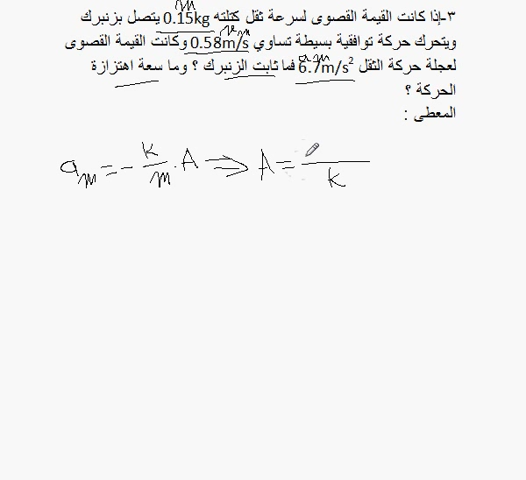 ٣-إذا كانت القيمة القصوى لسرعة ثقل كتلته 0.15kg يتصل بزنبرك
m
ويتحرك حركة توافقية بسيطة تساوي 0.58m/s وكانت القيمة القصوى
لعجلة حركة الثقل 6.7m/s² فما ثابت الزنبرك ؟ وما سعة اهتزازة
الحركة ؟
المعطى :
am = - k/m . A ⇒ A = /k